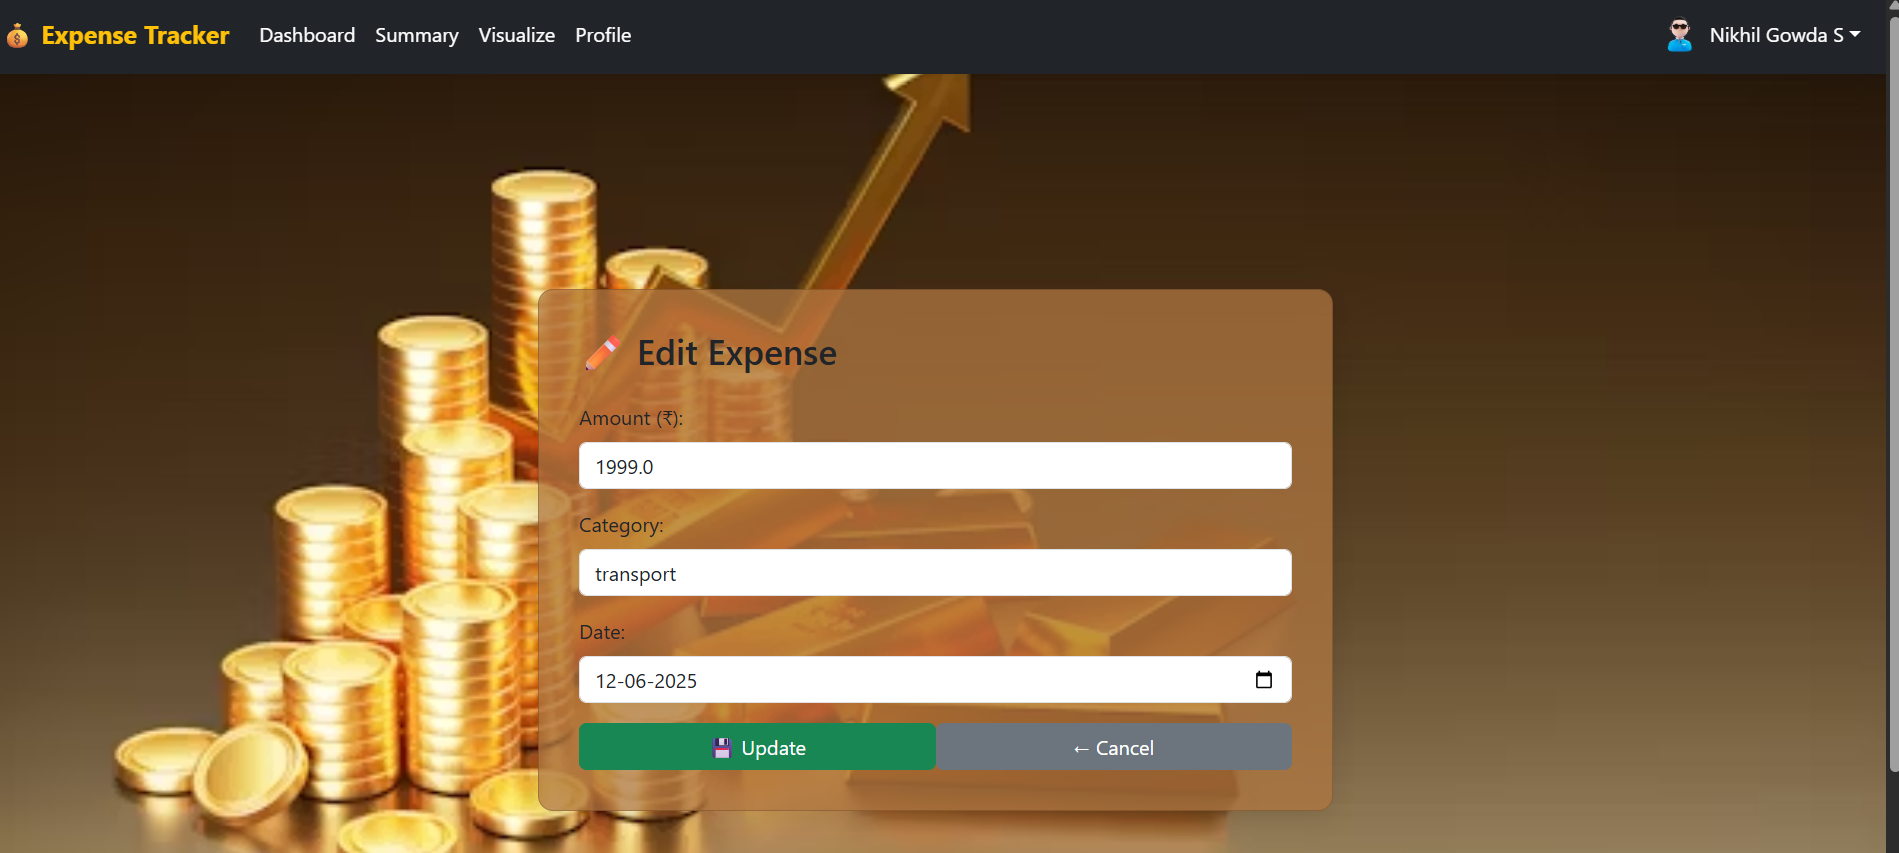 Expense Tracker Dashboard Summary Visualize Profile Nikhil Gowda S
Edit Expense
Amount (₹):
1999.0
Category:
transport
Date:
12-06-2025
Update ← Cancel